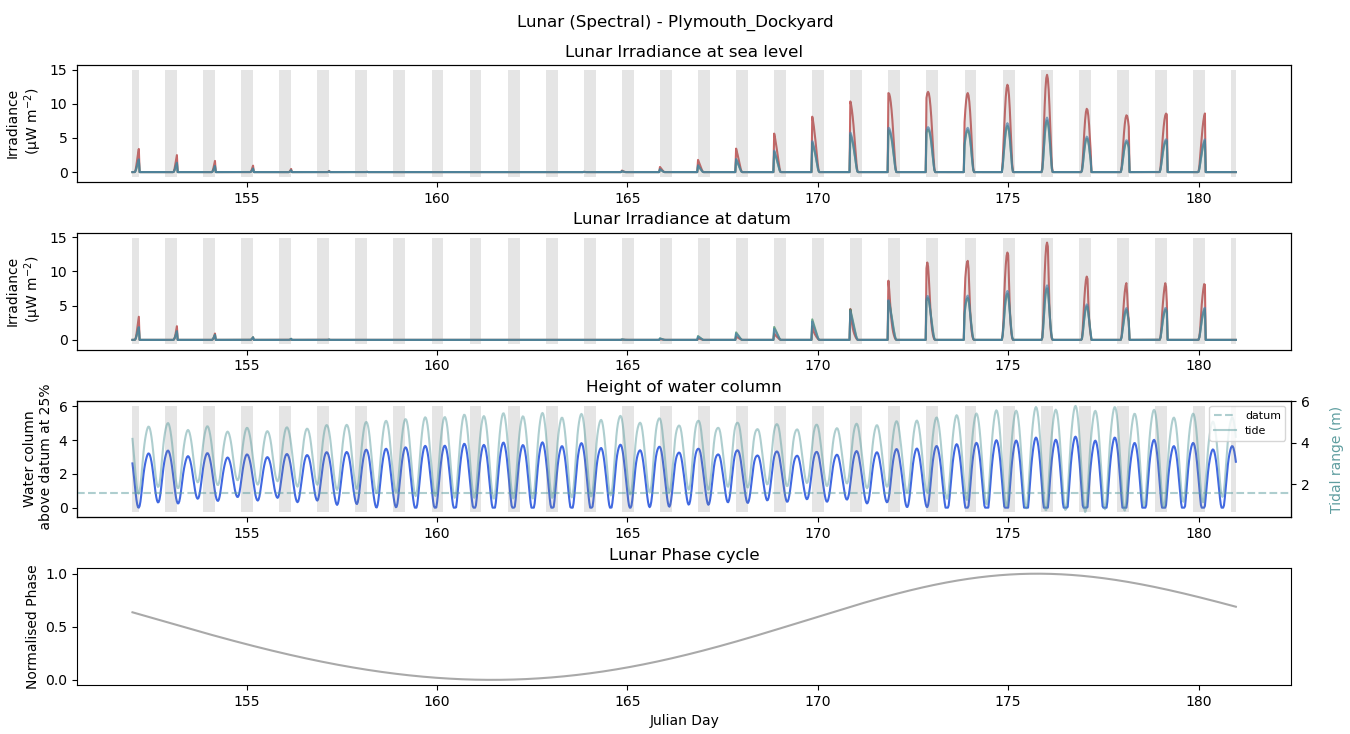 Lunar (Spectral) - Plymouth_Dockyard
Lunar Irradiance at sea level
Irradiance
(μW m⁻²)
15
10
5
0
155
160
165
170
175
180
Lunar Irradiance at datum
Irradiance
(μW m⁻²)
15
10
5
0
155
160
165
170
175
180
Height of water column
Water column
above datum at 25%
6
4
2
0
datum
tide
6
4
2
Tidal range (m)
155
160
165
170
175
180
Lunar Phase cycle
Normalised Phase
1.0
0.5
0.0
155
160
165
170
175
180
Julian Day